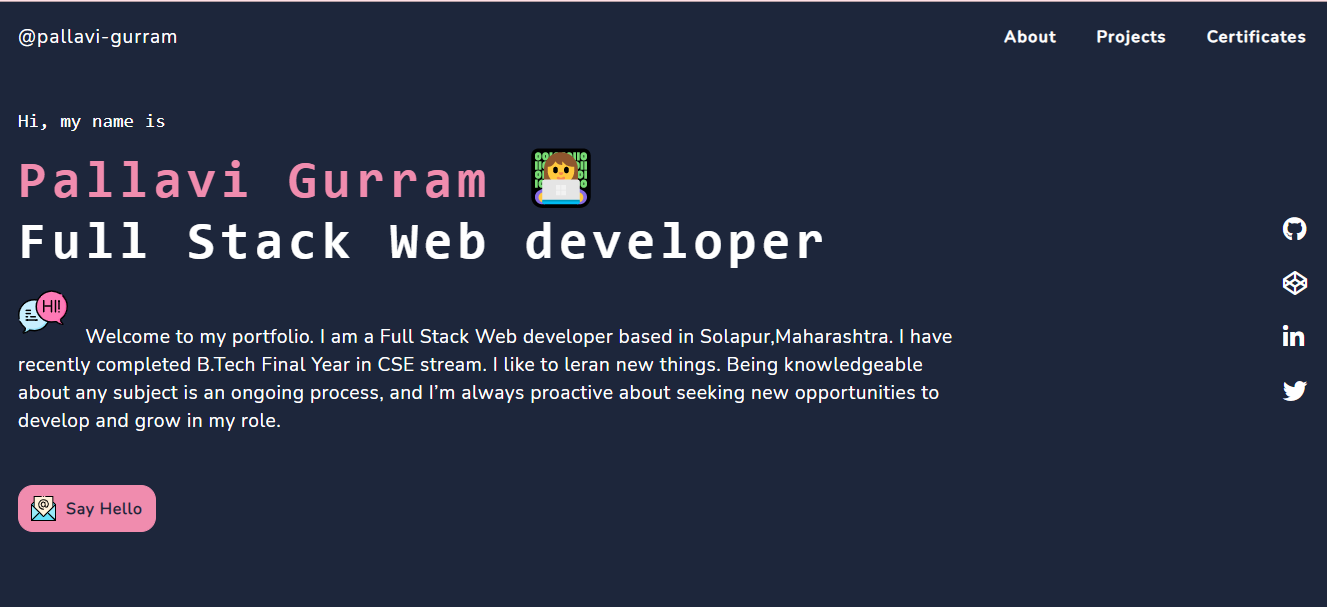 @pallavi-gurram
About Projects Certificates
Hi, my name is
Pallavi Gurram
Full Stack Web developer
HI!
Welcome to my portfolio. I am a Full Stack Web developer based in Solapur,Maharashtra. I have
recently completed B.Tech Final Year in CSE stream. I like to leran new things. Being knowledgeable
about any subject is an ongoing process, and I’m always proactive about seeking new opportunities to
develop and grow in my role.
@ Say Hello